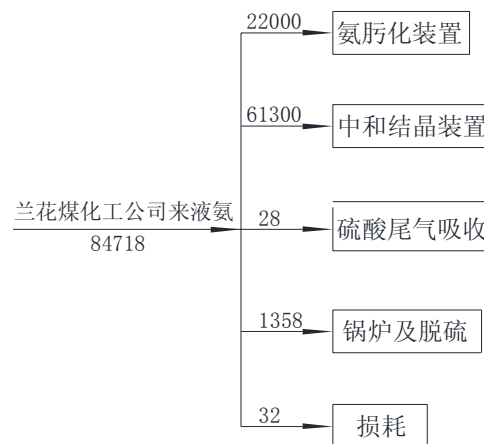 22000
氨肟化装置
61300
中和结晶装置
兰花煤化工公司来液氨
84718
28
硫酸尾气吸收
1358
锅炉及脱硫
32
损耗